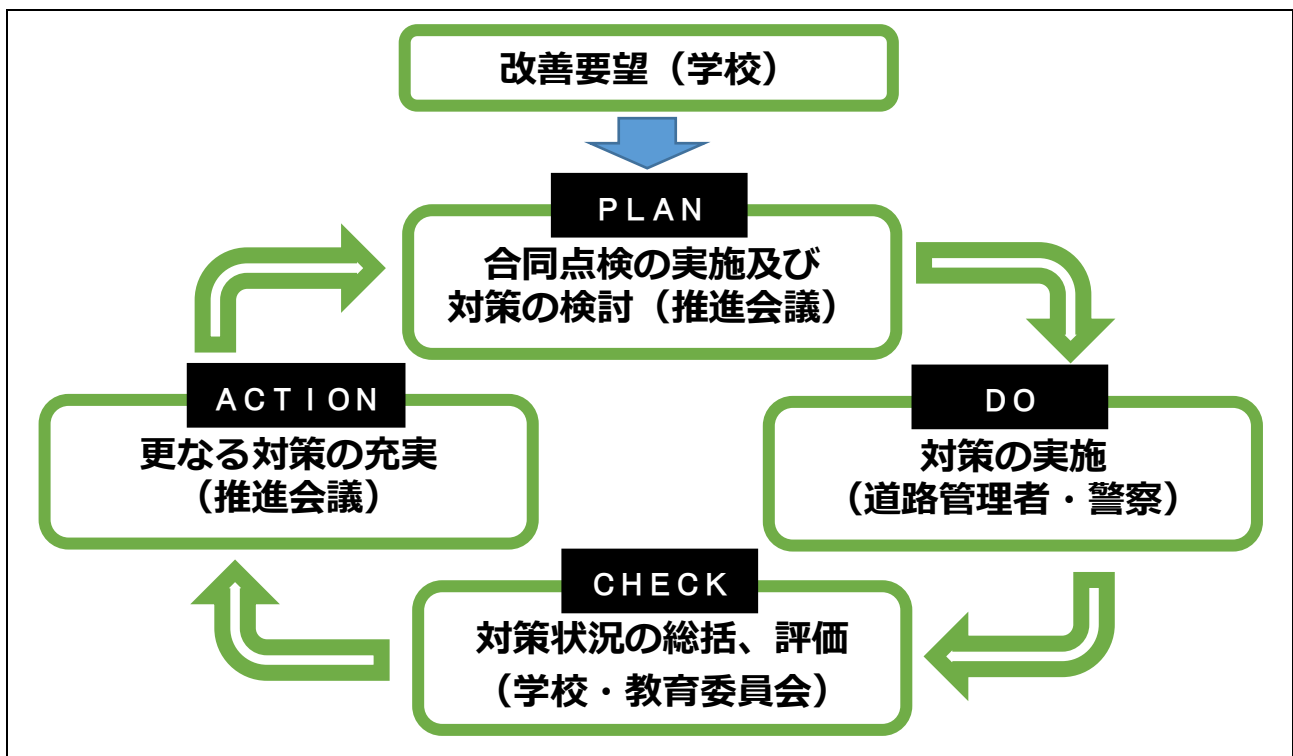 改善要望（学校）
ＰＬＡＮ
合同点検の実施及び
対策の検討（推進会議）
ＤＯ
対策の実施
（道路管理者・警察）
ＣＨＥＣＫ
対策状況の総括、評価
（学校・教育委員会）
ＡＣＴＩＯＮ
更なる対策の充実
（推進会議）